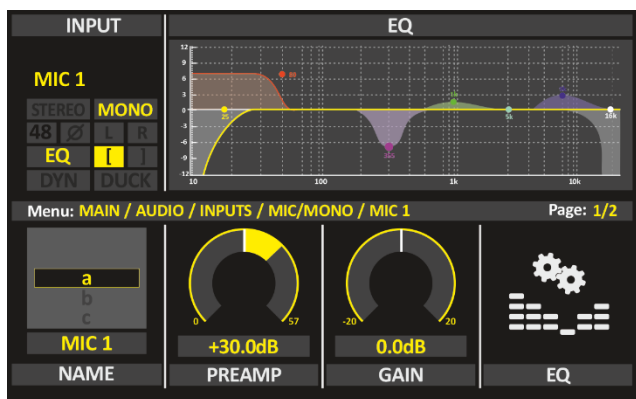 INPUT
EQ
MIC 1
STEREO MONO
48 Ø L R
EQ [ ]
DYN DUCK
12
9
6
3
0
-3
-6
-9
-12
80
25
1k
5k
16k
10 100 1k 10k
Menu: MAIN / AUDIO / INPUTS / MIC/MONO / MIC 1 Page: 1/2
a
b
c
MIC 1
NAME
0 57
+30.0dB
PREAMP
-20 20
0.0dB
GAIN
EQ